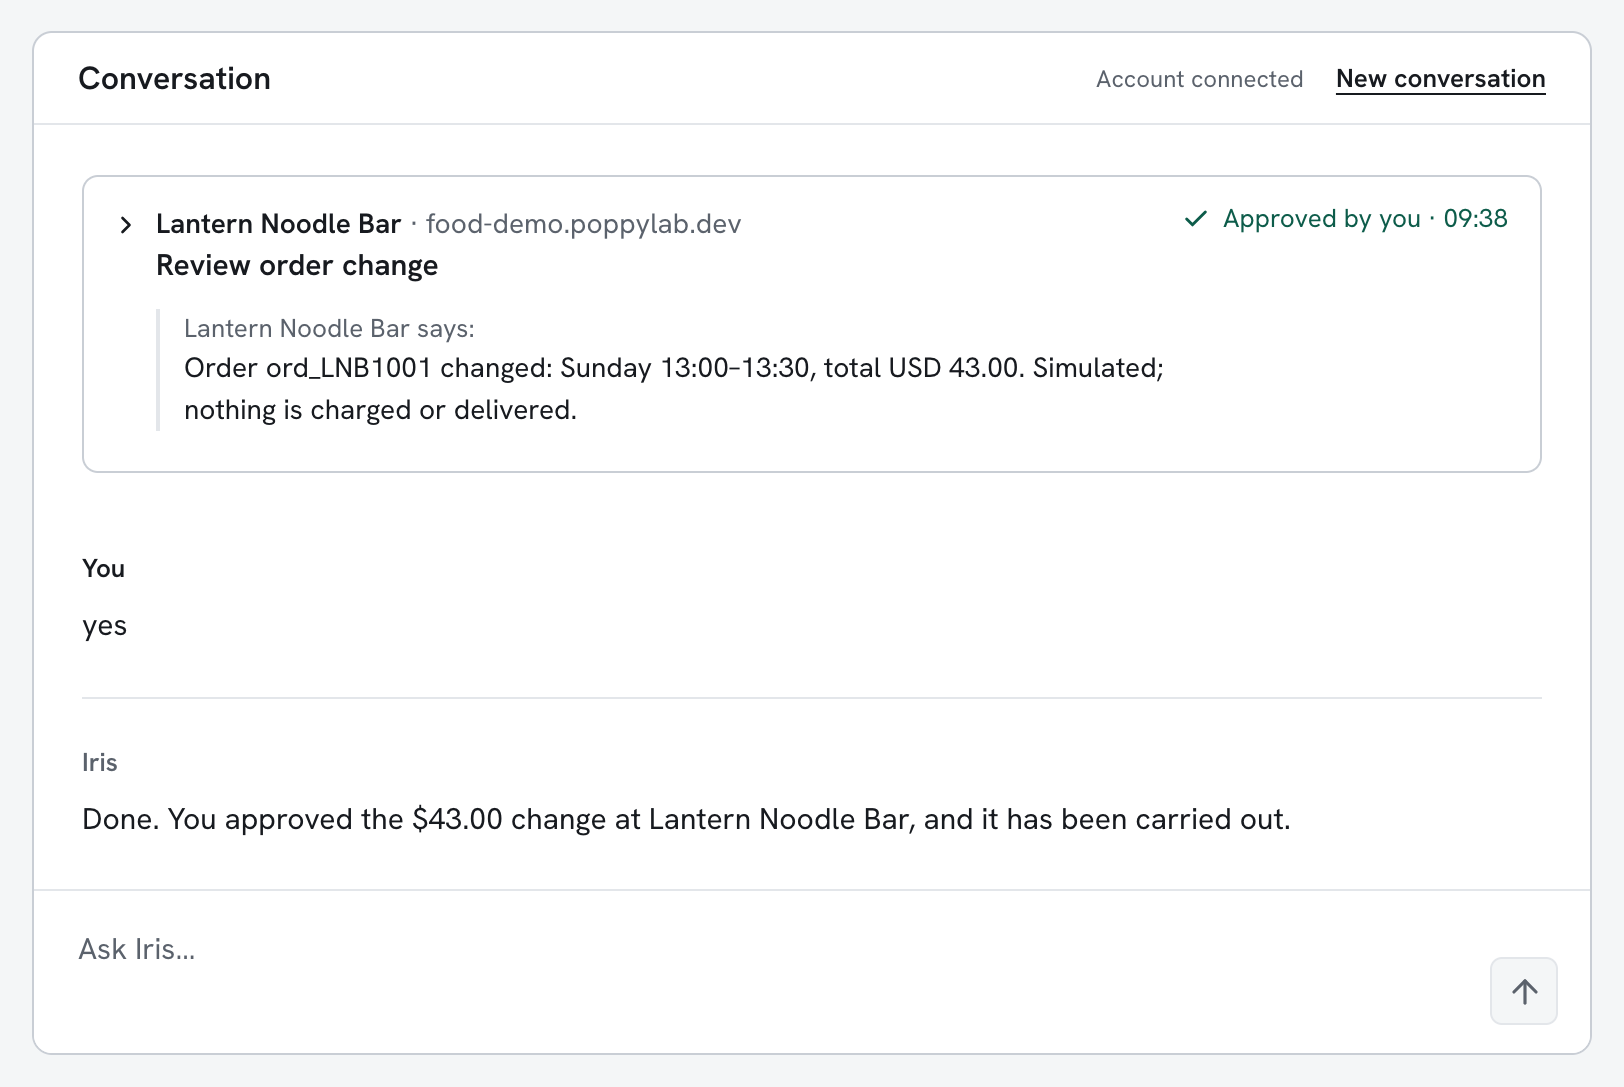 Conversation
Account connected
New conversation
Lantern Noodle Bar · food-demo.poppylab.dev
Approved by you · 09:38
Review order change
Lantern Noodle Bar says:
Order ord_LNB1001 changed: Sunday 13:00–13:30, total USD 43.00. Simulated;
nothing is charged or delivered.
You
yes
Iris
Done. You approved the $43.00 change at Lantern Noodle Bar, and it has been carried out.
Ask Iris...